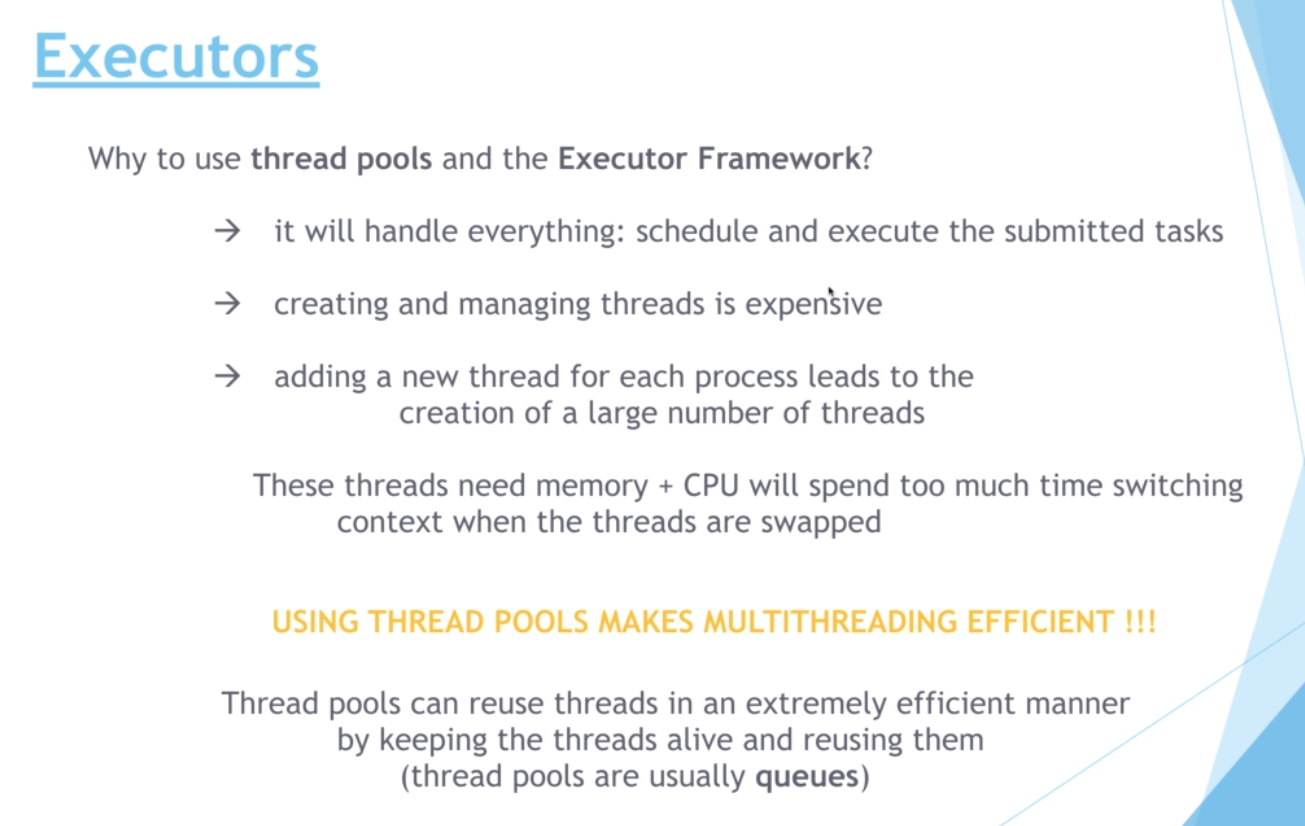 Executors
Why to use thread pools and the Executor Framework?
→ it will handle everything: schedule and execute the submitted tasks
→ creating and managing threads is expensive
→ adding a new thread for each process leads to the
creation of a large number of threads
These threads need memory + CPU will spend too much time switching
context when the threads are swapped
USING THREAD POOLS MAKES MULTITHREADING EFFICIENT !!!
Thread pools can reuse threads in an extremely efficient manner
by keeping the threads alive and reusing them
(thread pools are usually queues)